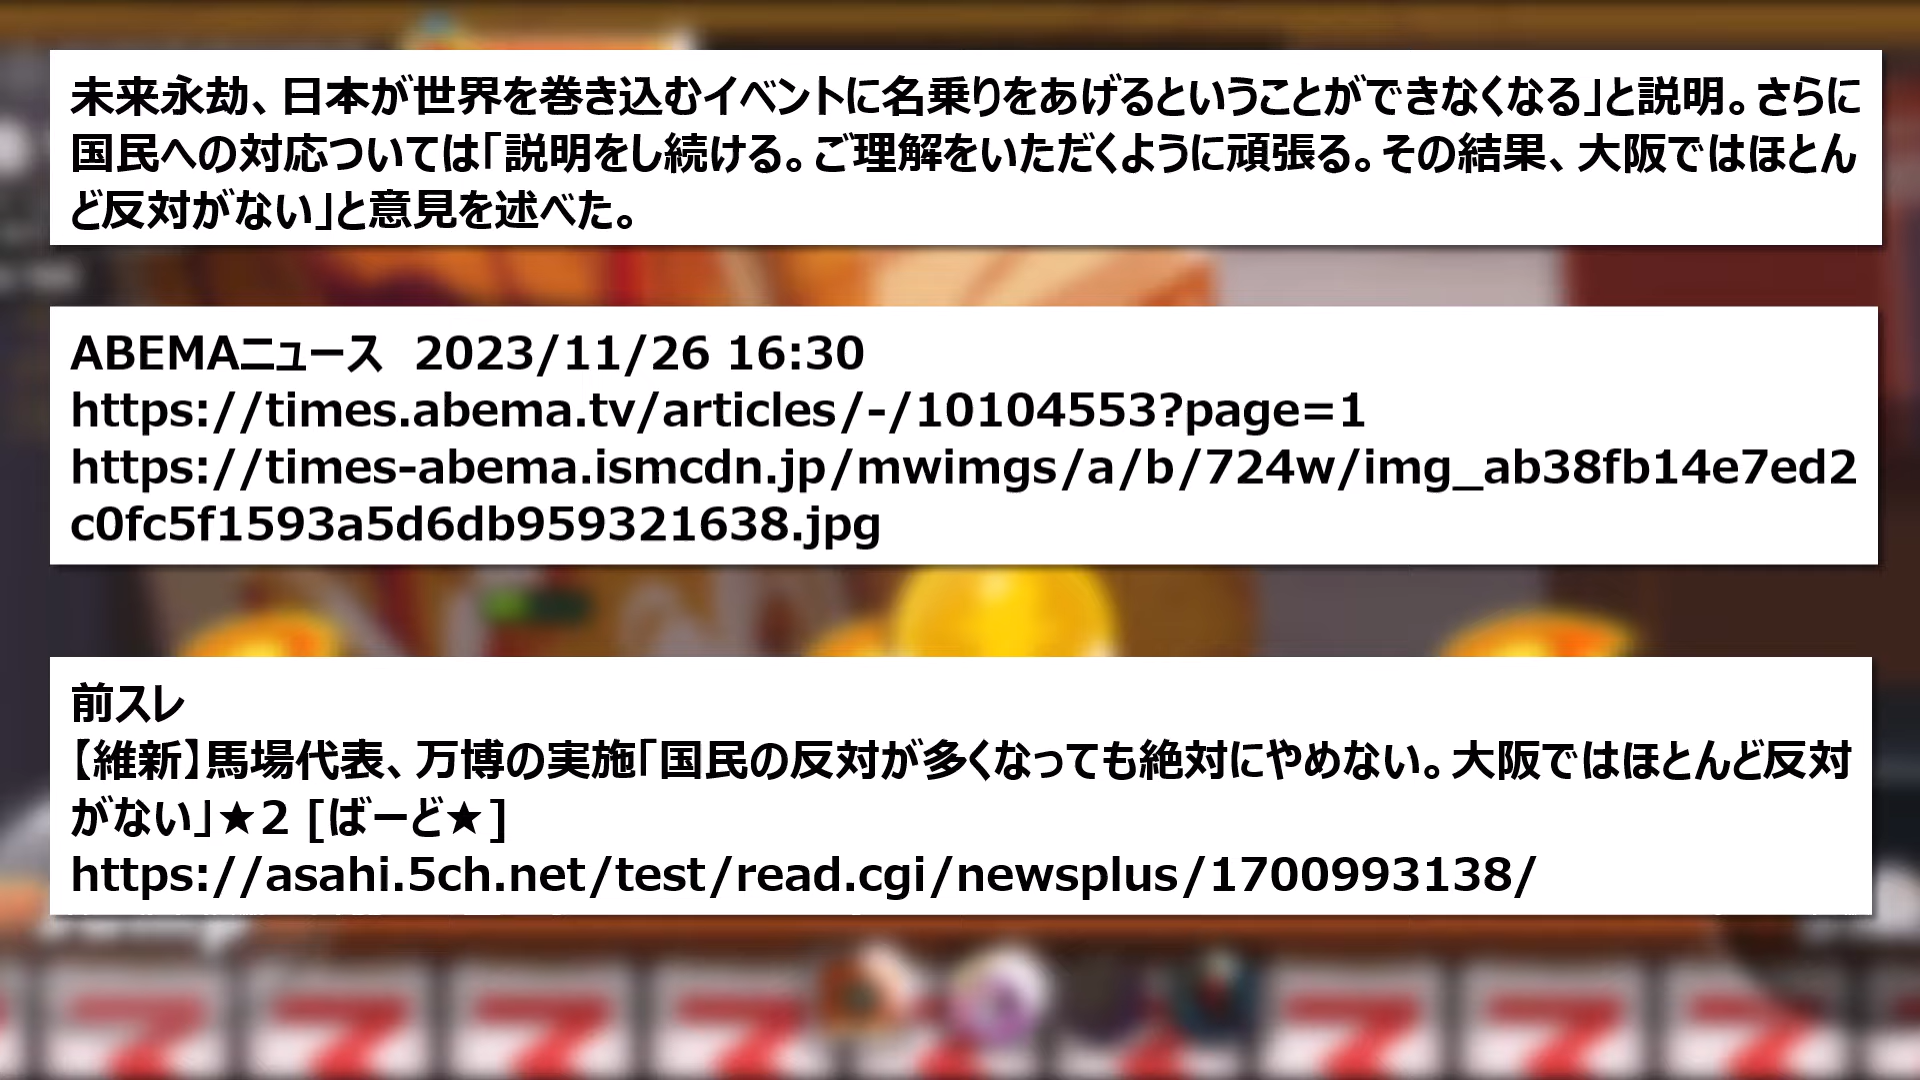 未来永劫、日本が世界を巻き込むイベントに名乗りをあげるということができなくなる」と説明。さらに
国民への対応ついては「説明をし続ける。ご理解をいただくように頑張る。その結果、大阪ではほとん
ど反対がない」と意見を述べた。
ABEMAニュース 2023/11/26 16:30
https://times.abema.tv/articles/-/10104553?page=1
https://times-abema.ismcdn.jp/mwimgs/a/b/724w/img_ab38fb14e7ed2
c0fc5f1593a5d6db959321638.jpg
前スレ
【維新】馬場代表、万博の実施「国民の反対が多くなっても絶対にやめない。大阪ではほとんど反対
がない」★2 [ばーど★]
https://asahi.5ch.net/test/read.cgi/newsplus/1700993138/
7 7 7 7 7 7 7 7 7